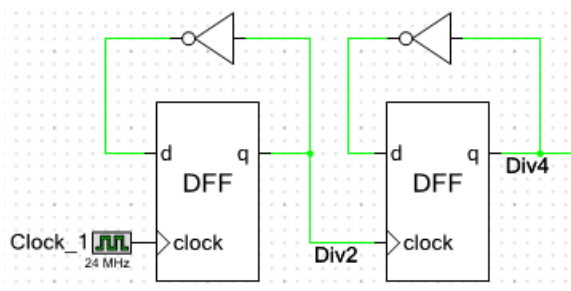 d q
DFF
clock
Clock_1
24 MHz
Div2
d q
DFF
clock
Div4